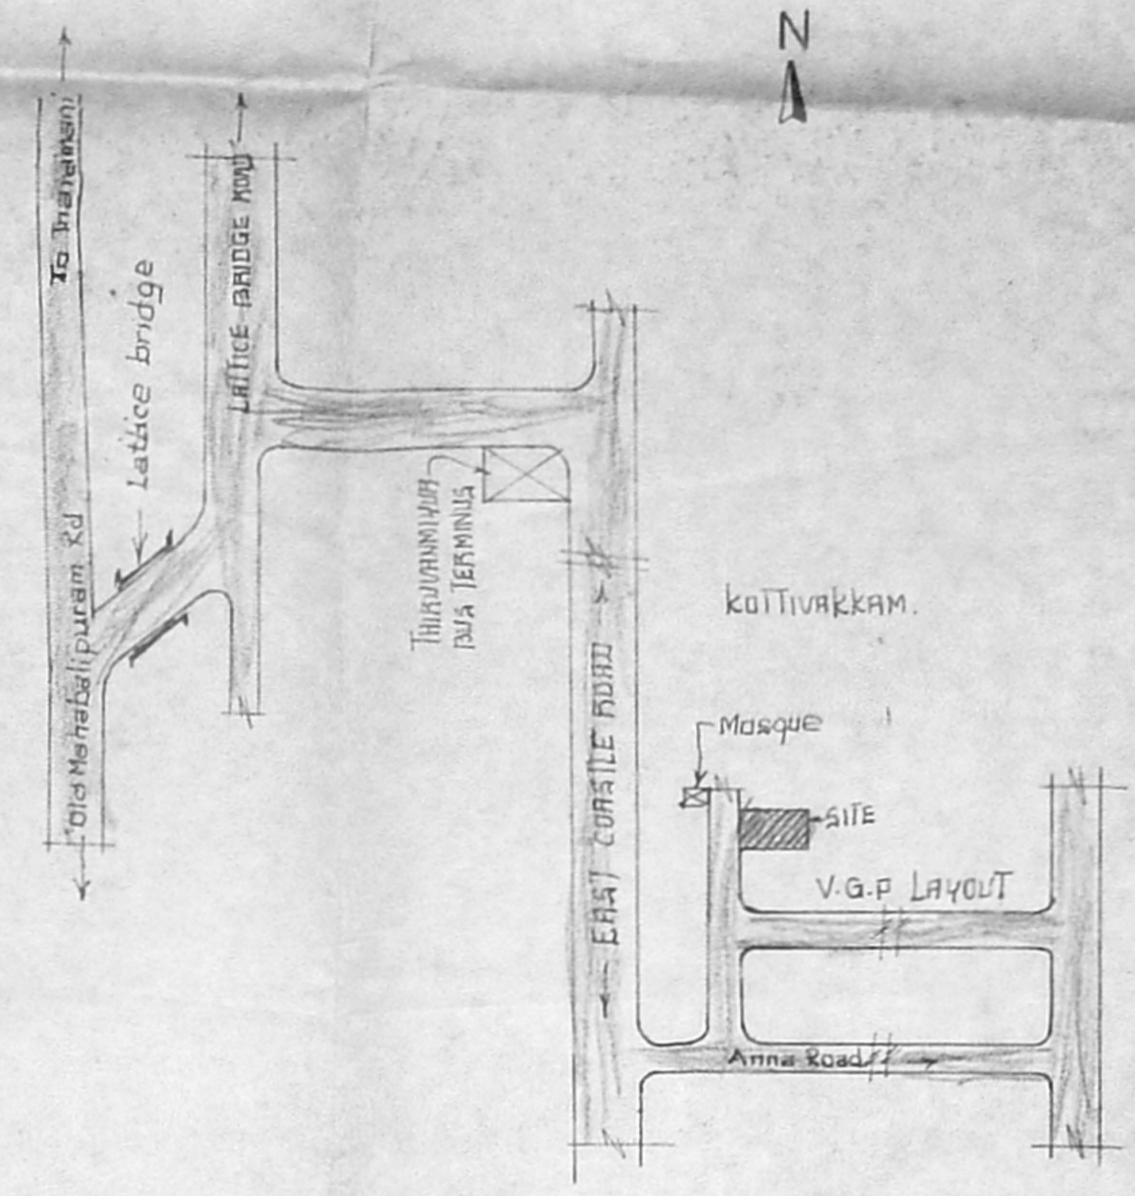 N
To Tharamani
LATTICE BRIDGE ROAD
Lattice bridge
THIRUVANMIYUR
BUS TERMINUS
KOTTIVAKKAM.
Old Mahabalipuram Rd
EAST COASTLE ROAD
Mosque
SITE
V.G.P LAYOUT
Anna Road